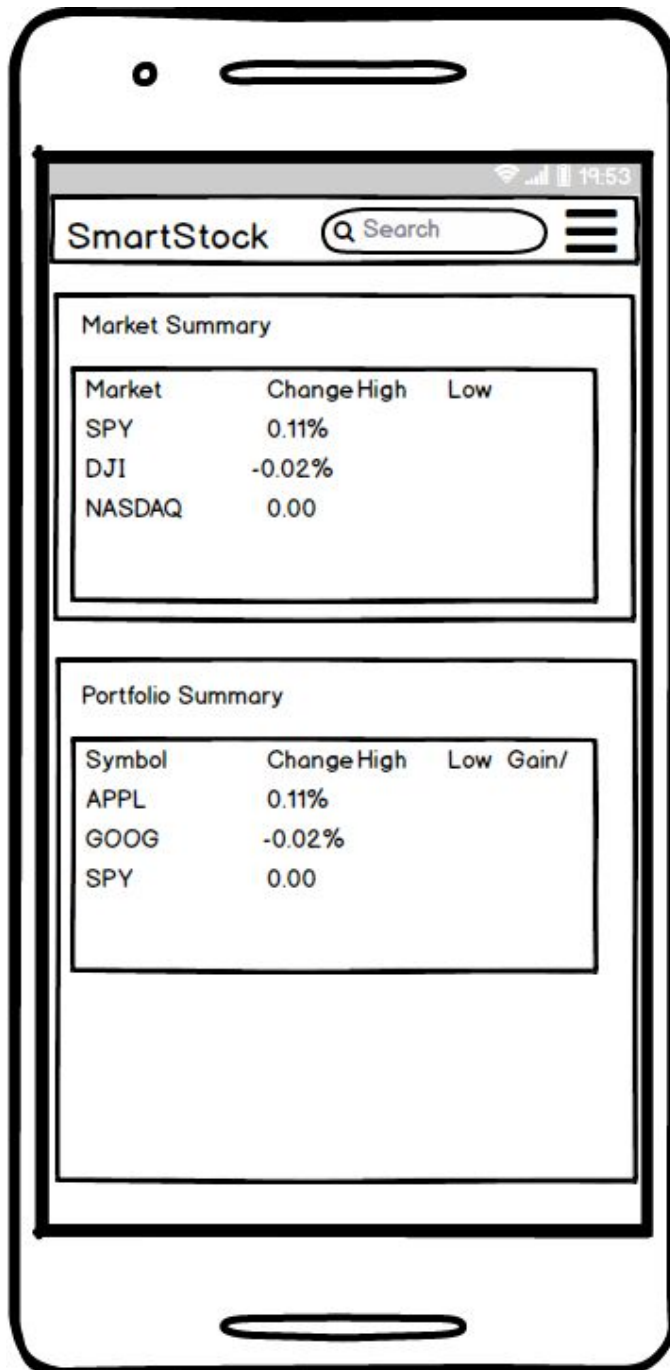 19:53
SmartStock Search
Market Summary
Market Change High Low
SPY 0.11%
DJI -0.02%
NASDAQ 0.00
Portfolio Summary
Symbol Change High Low Gain/
APPL 0.11%
GOOG -0.02%
SPY 0.00